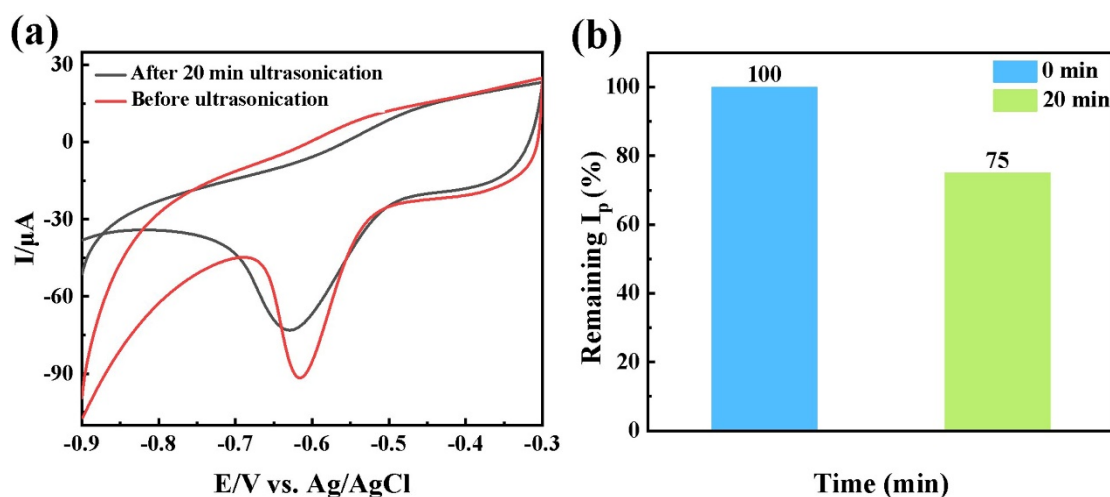 (a)
After 20 min ultrasonication
Before ultrasonication
30
0
-30
-60
-90
I/μA
-0.9 -0.8 -0.7 -0.6 -0.5 -0.4 -0.3
E/V vs. Ag/AgCl
(b)
0 min
20 min
100
75
100
80
60
40
20
0
Remaining Ip (%)
Time (min)